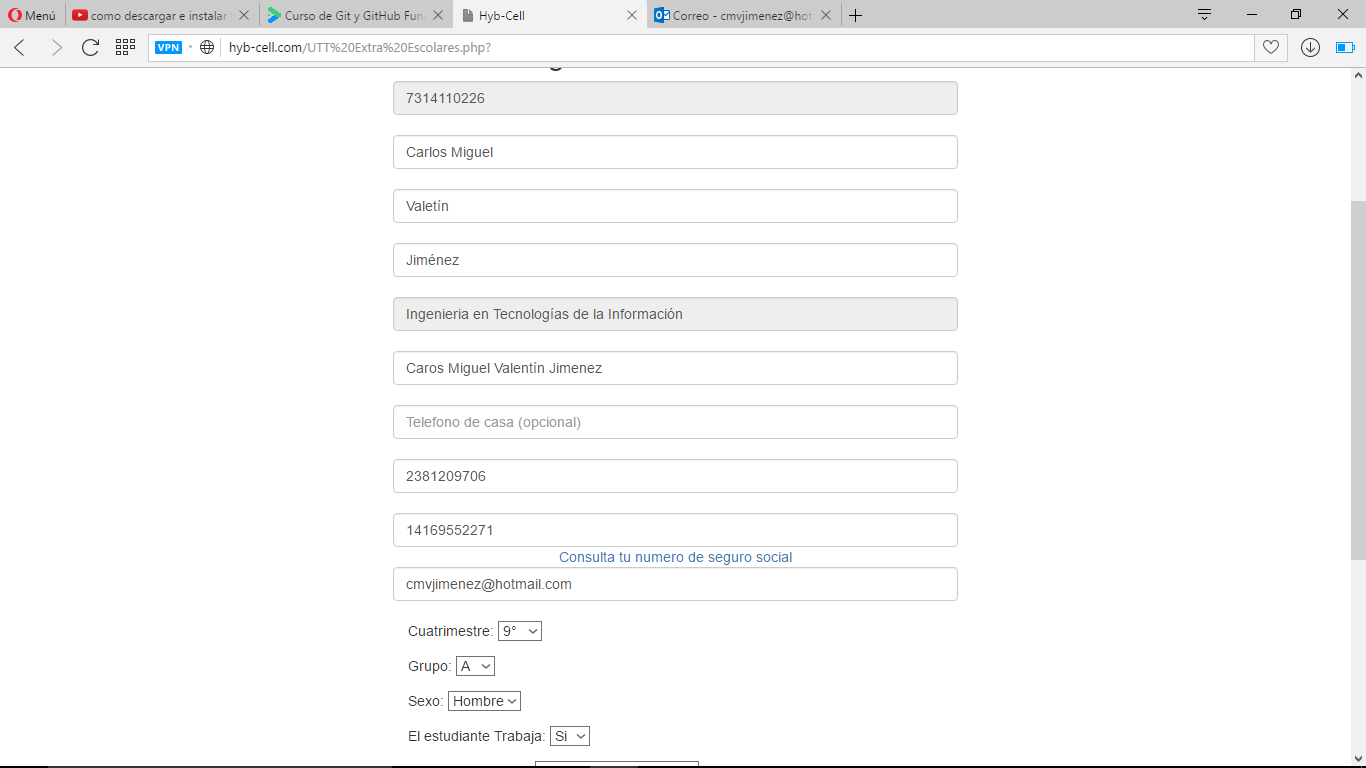 Menú
como descargar e instalar
Curso de Git y GitHub Fun
Hyb-Cell
Correo - cmvjimenez@hot
VPN
hyb-cell.com/UTT%20Extra%20Escolares.php?
7314110226
Carlos Miguel
Valetín
Jiménez
Ingenieria en Tecnologías de la Información
Caros Miguel Valentín Jimenez
Telefono de casa (opcional)
2381209706
14169552271
Consulta tu numero de seguro social
cmvjimenez@hotmail.com
Cuatrimestre: 9°
Grupo: A
Sexo: Hombre
El estudiante Trabaja: Si